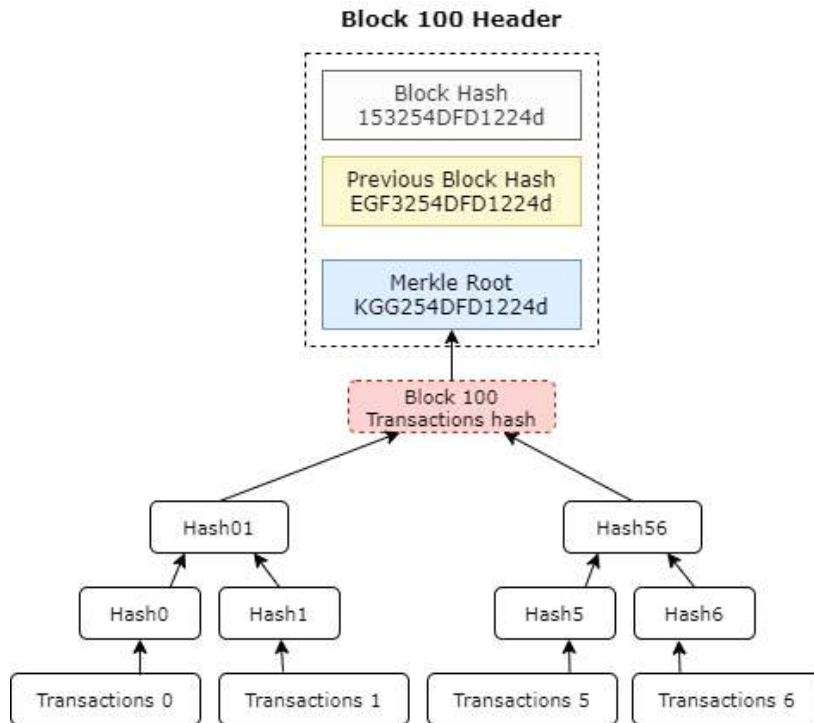 Block 100 Header
Block Hash
153254DFD1224d
Previous Block Hash
EGF3254DFD1224d
Merkle Root
KGG254DFD1224d
Block 100
Transactions hash
Hash01
Hash56
Hash0
Hash1
Hash5
Hash6
Transactions 0
Transactions 1
Transactions 5
Transactions 6